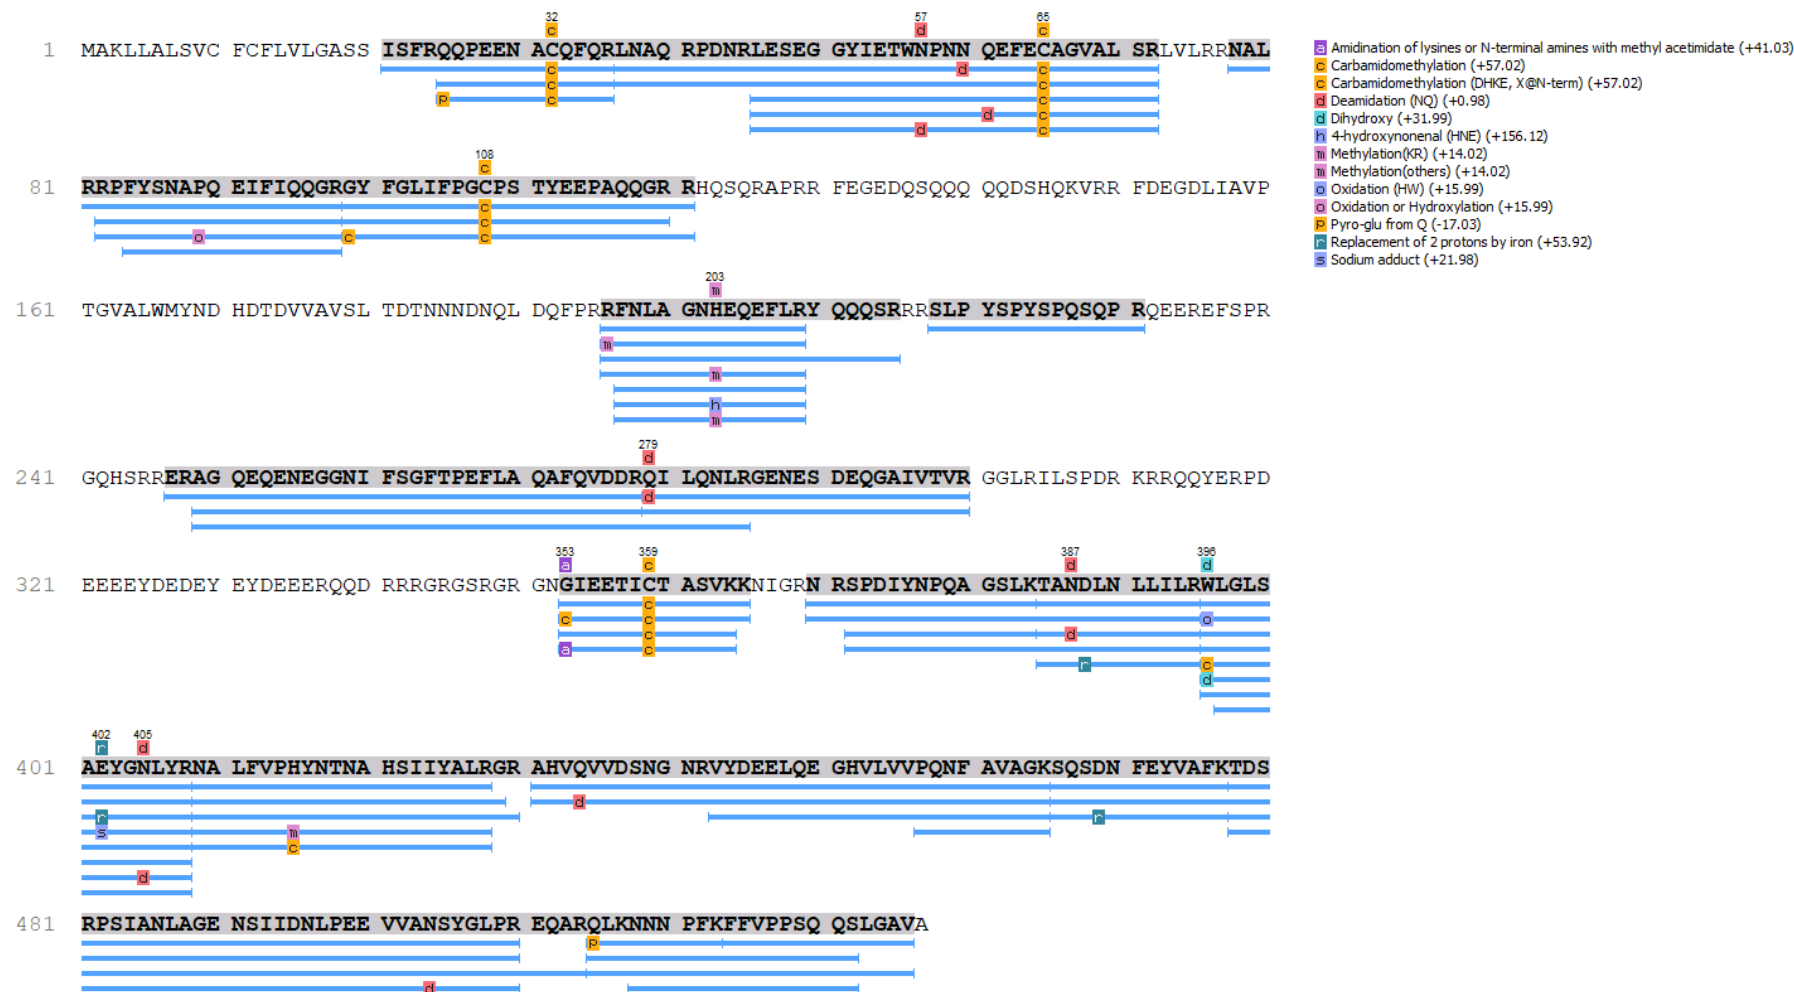 32 57 65
c d c
1 MAKLLALSVC FCFLVLGASS ISFRQQPEEN ACQFQRLNAQ RPDNRLESEG GYIETWNPNN QEFECAGVAL SRLVLRRNAL
c d c
c c
p c c
d c
d c
108
c
81 RRPFYSNAPQ EIFIQQGRGY FGLIFPGCPS TYEEPAQQGR RHQSQRAPRR FEGEDQSQQQ QQDSHQKVRR FDEGDLIAVP
c
c
o c c
203
m
161 TGVALWMYND HDTDVVAVSL TDTNNNDNQL DQFPRRFNLA GNHEQEFLRY QQQSRRRSLP YSPYSPQSQP RQEEREFSPR
m
m
h
m
279
d
241 GQHSRRERAG QEQENEGGNI FSGFTPEFLA QAFQVDDRQI LQNLRGENES DEQGAIVTVR GGLRILSPDR KRRQQYERPD
d
353 359 387 396
a c d d
321 EEEEYDEDEY EYDEEERQQD RRRGRGSRGR GNGIEETICT ASVKKNIGRN RSPDIYNPQA GSLKTANDLN LLILRWLGLS
c
c c o
c d
a c
r c
d
402 405
r d
401 AEYGNLYRNA LFVPHYNTNA HSIIYALRGR AHVQVVDSNG NRVYDEELQE GHVLVVPQNF AVAGKSQSDN FEYVAFKTDS
d
r r
s m
c
d
481 RPSIANLAGE NSIIDNLPEE VVANSYGLPR EQARQLKNNN PFKFFVPPSQ QSLGAVA
p
d
a Amidination of lysines or N-terminal amines with methyl acetimidate (+41.03)
c Carbamidomethylation (+57.02)
c Carbamidomethylation (DHKE, X@N-term) (+57.02)
d Deamidation (NQ) (+0.98)
d Dihydroxy (+31.99)
h 4-hydroxynonenal (HNE) (+156.12)
m Methylation(KR) (+14.02)
m Methylation(others) (+14.02)
o Oxidation (HW) (+15.99)
o Oxidation or Hydroxylation (+15.99)
p Pyro-glu from Q (-17.03)
r Replacement of 2 protons by iron (+53.92)
s Sodium adduct (+21.98)